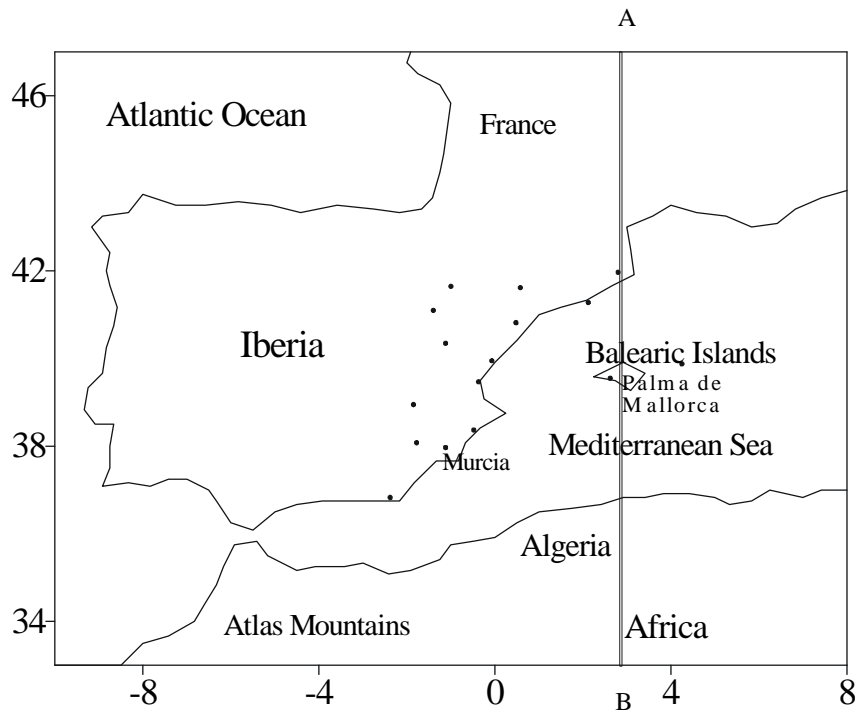 A
46
Atlantic Ocean
France
42
Iberia
Balearic Islands
Palma de
Mallorca
38
Mediterranean Sea
Murcia
Algeria
34
Atlas Mountains
Africa
-8
-4
0
4
8
B